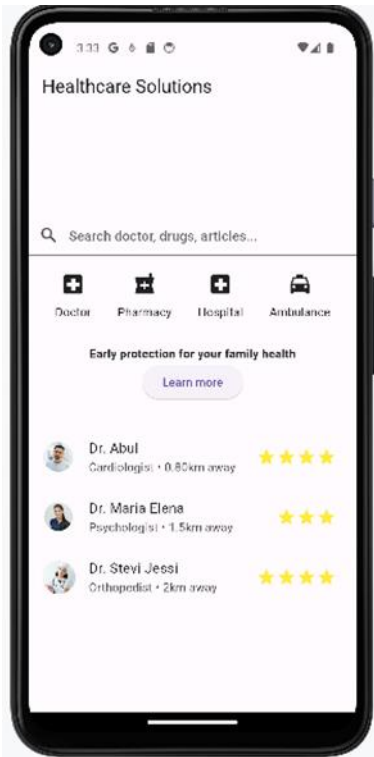 3:33 G
Healthcare Solutions
Search doctor, drugs, articles...
Doctor Pharmacy Hospital Ambulance
Early protection for your family health
Learn more
Dr. Abul
Cardiologist • 0.80km away
Dr. Maria Elena
Psychologist • 1.5km away
Dr. Stevi Jessi
Orthopedist • 2km away